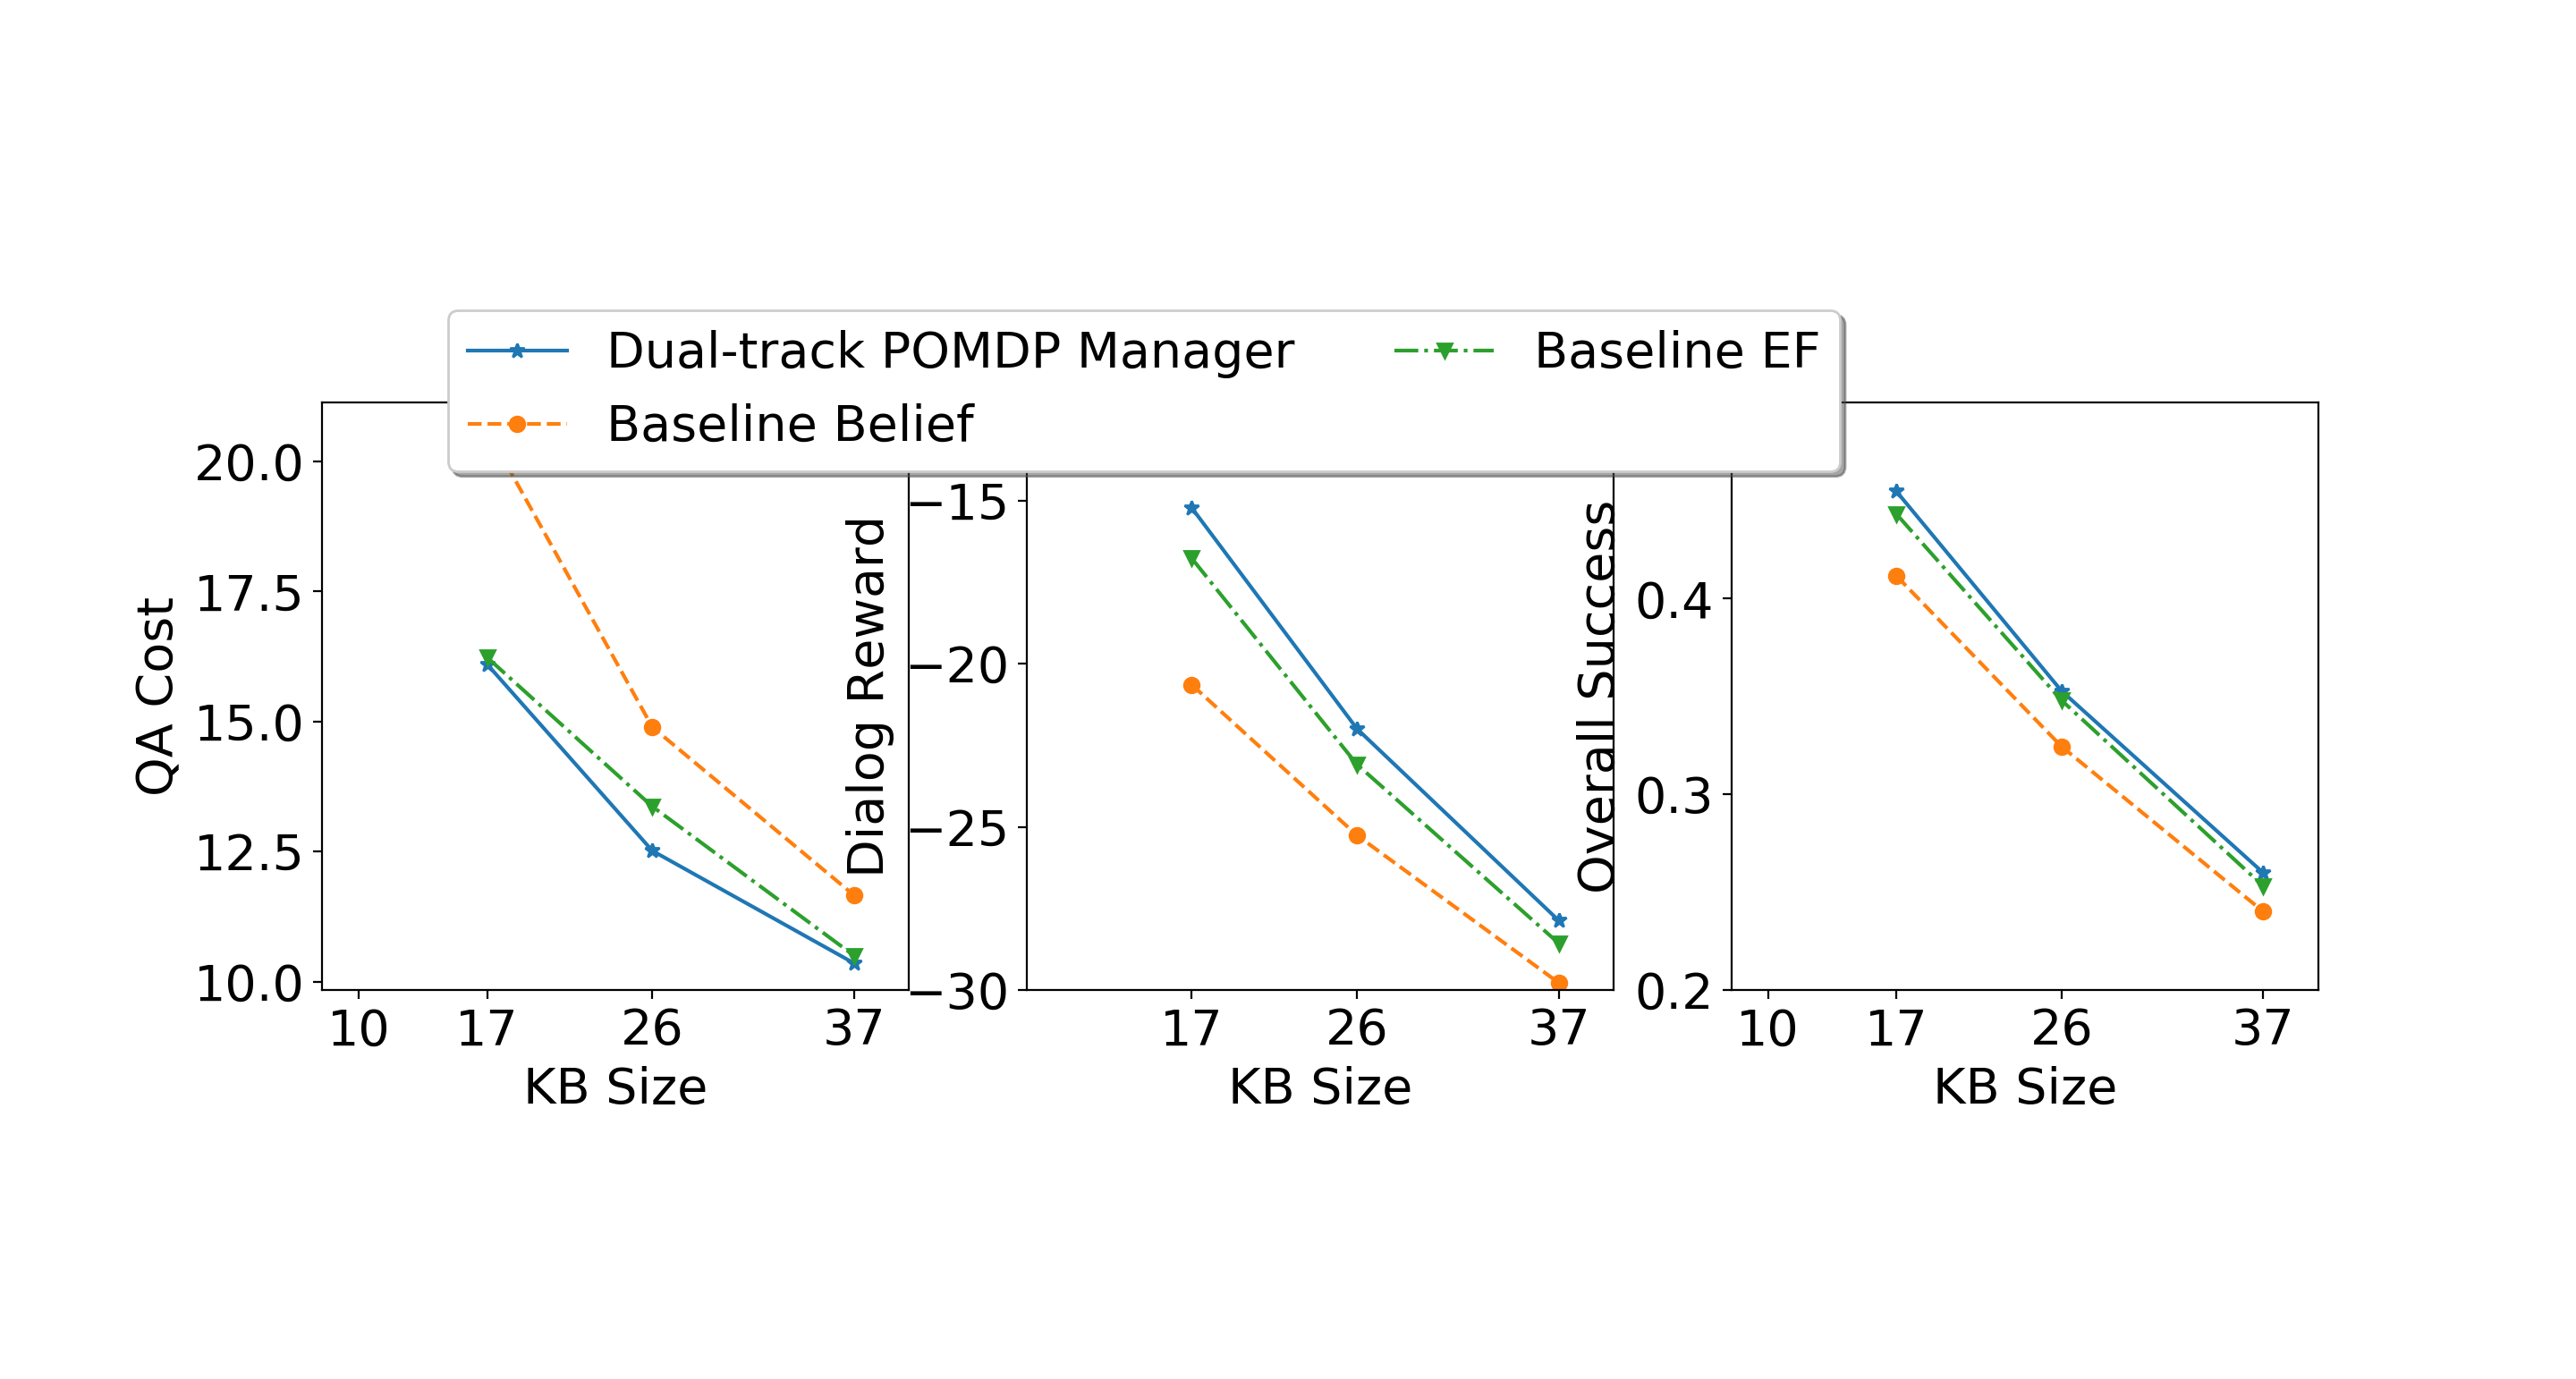 Dual-track POMDP Manager
Baseline Belief
Baseline EF
QA Cost
20.0
17.5
15.0
12.5
10.0
10 17 26 37
KB Size
Dialog Reward
−15
−20
−25
−30
17 26 37
KB Size
Overall Success
0.4
0.3
0.2
10 17 26 37
KB Size